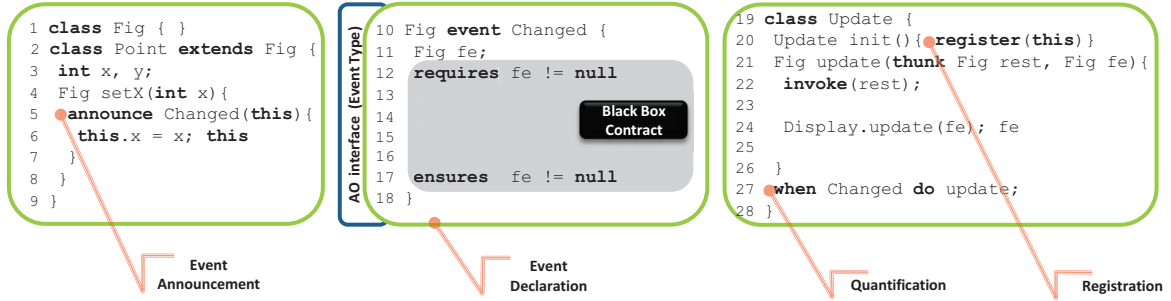 1 class Fig { }
2 class Point extends Fig {
3 int x, y;
4 Fig setX(int x){
5 announce Changed(this){
6 this.x = x; this
7 }
8 }
9 }
Event
Announcement
AO interface (Event Type)
10 Fig event Changed {
11 Fig fe;
12 requires fe != null
13
14
15
16
17 ensures fe != null
18 }
Black Box
Contract
Event
Declaration
19 class Update {
20 Update init(){ register(this)}
21 Fig update(thunk Fig rest, Fig fe){
22 invoke(rest);
23
24 Display.update(fe); fe
25
26 }
27 when Changed do update;
28 }
Quantification
Registration